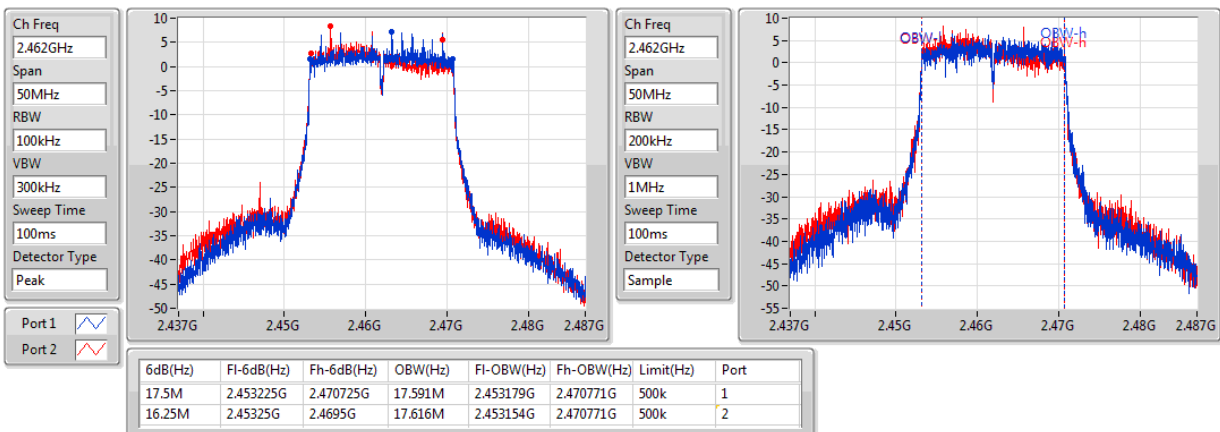 Ch Freq
2.462GHz
Span
50MHz
RBW
100kHz
VBW
300kHz
Sweep Time
100ms
Detector Type
Peak
Port 1
Port 2
10
5
0
-5
-10
-15
-20
-25
-30
-35
-40
-45
-50
2.437G 2.45G 2.46G 2.47G 2.48G 2.487G
Ch Freq
2.462GHz
Span
50MHz
RBW
200kHz
VBW
1MHz
Sweep Time
100ms
Detector Type
Sample
10
5
0
-5
-10
-15
-20
-25
-30
-35
-40
-45
-50
-55
OBW-
OBW-h
OBW-h
2.437G 2.45G 2.46G 2.47G 2.48G 2.487G
6dB(Hz) Fl-6dB(Hz) Fh-6dB(Hz) OBW(Hz) Fl-OBW(Hz) Fh-OBW(Hz) Limit(Hz) Port
17.5M 2.453225G 2.470725G 17.591M 2.453179G 2.470771G 500k 1
16.25M 2.45325G 2.4695G 17.616M 2.453154G 2.470771G 500k 2